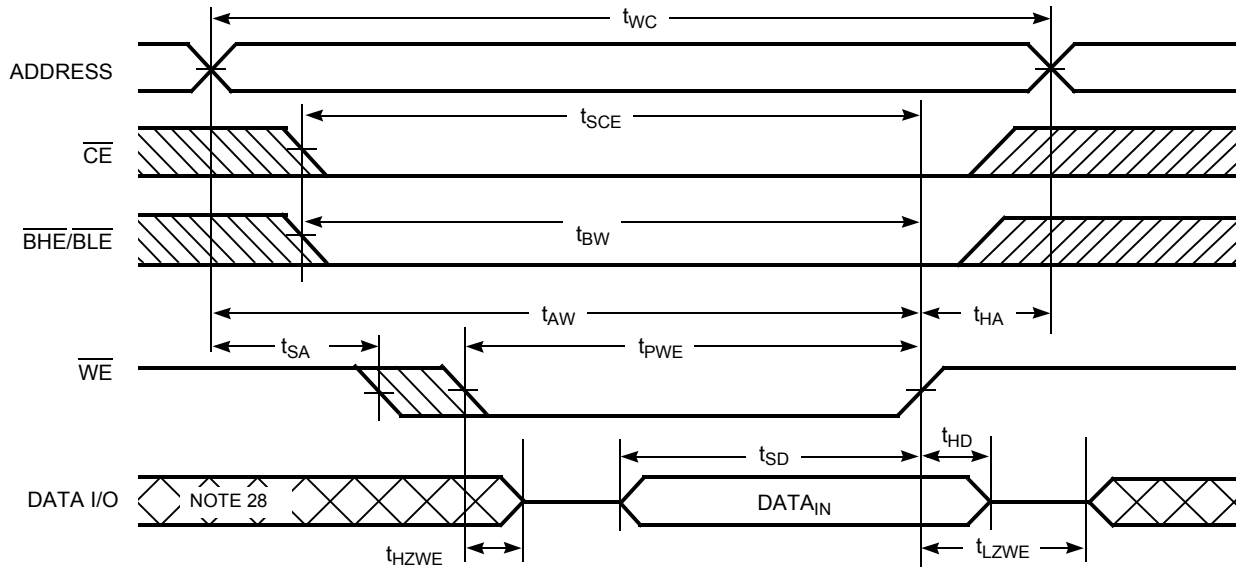 tWC
ADDRESS
tSCE
CE
BHE/BLE
tBW
tAW
tHA
tSA
tPWE
WE
tHD
tSD
DATA I/O
NOTE 28
DATAIN
tHZWE
tLZWE